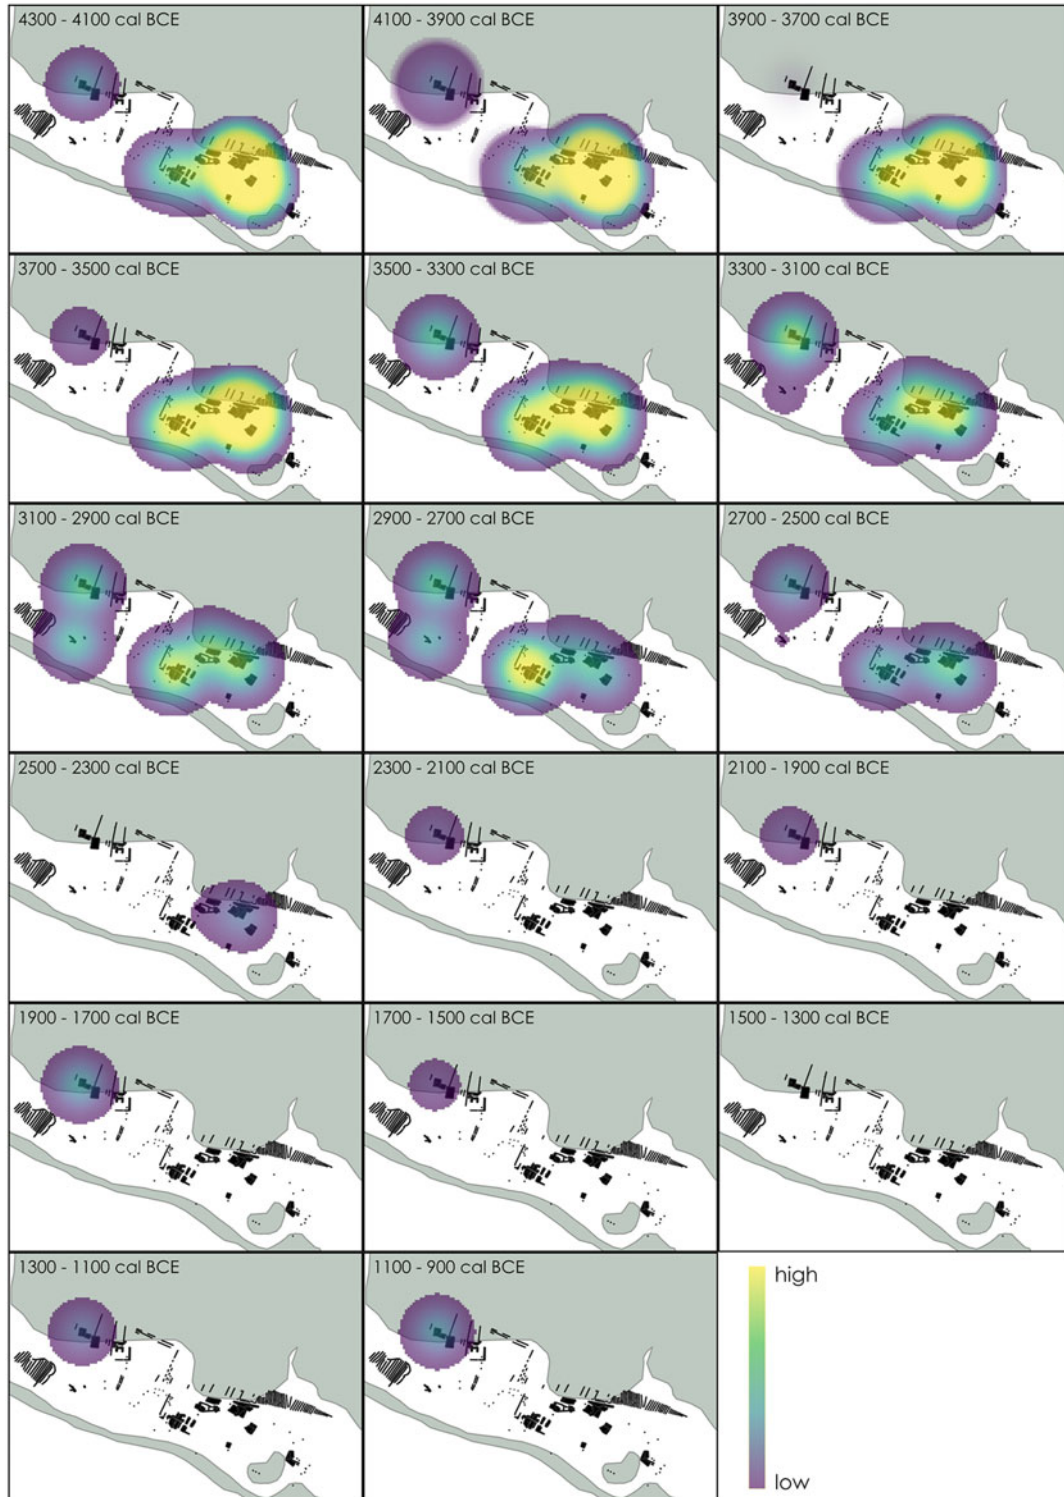 4300 - 4100 cal BCE
4100 - 3900 cal BCE
3900 - 3700 cal BCE
3700 - 3500 cal BCE
3500 - 3300 cal BCE
3300 - 3100 cal BCE
3100 - 2900 cal BCE
2900 - 2700 cal BCE
2700 - 2500 cal BCE
2500 - 2300 cal BCE
2300 - 2100 cal BCE
2100 - 1900 cal BCE
1900 - 1700 cal BCE
1700 - 1500 cal BCE
1500 - 1300 cal BCE
1300 - 1100 cal BCE
1100 - 900 cal BCE
high
low